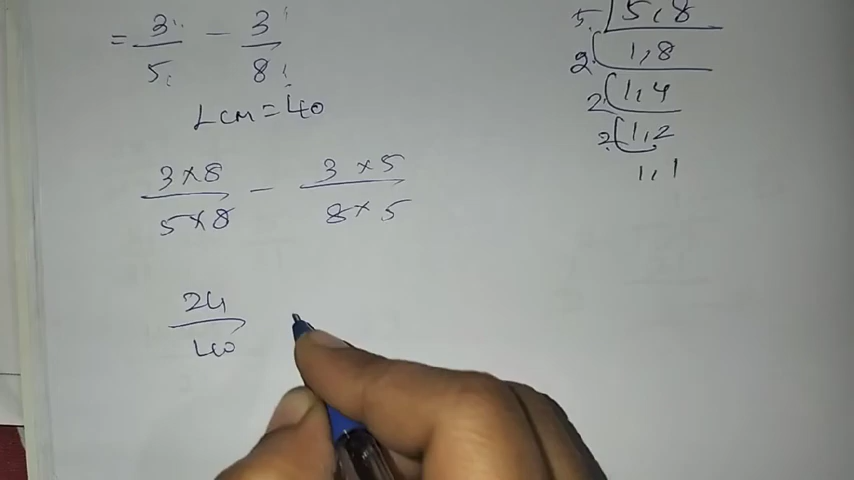 = 3/5 - 3/8
LCM = 40
3×8/5×8 - 3×5/8×5
24/40
5 | 5, 8
2 | 1, 8
2 | 1, 4
2 | 1, 2
1, 1